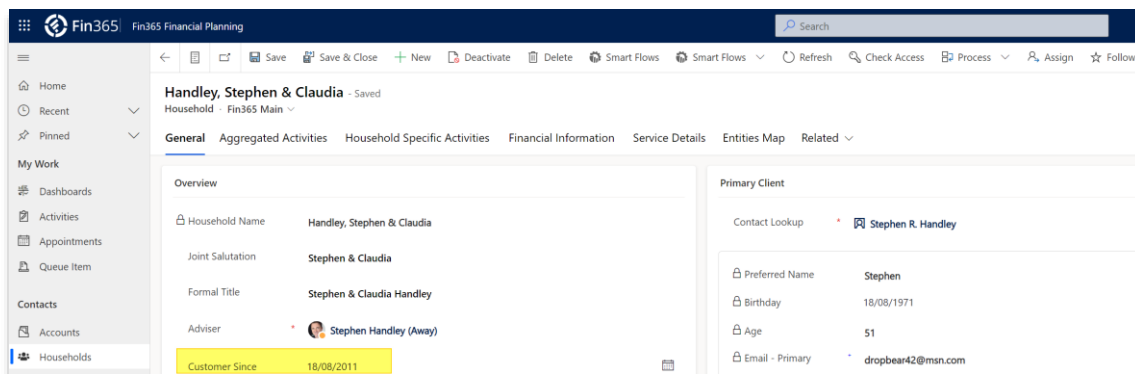 Fin365 Fin365 Financial Planning Search
Save Save & Close New Deactivate Delete Smart Flows Smart Flows Refresh Check Access Process Assign Follow
Home
Recent
Pinned
My Work
Dashboards
Activities
Appointments
Queue Item
Contacts
Accounts
Households
Handley, Stephen & Claudia - Saved
Household · Fin365 Main
General Aggregated Activities Household Specific Activities Financial Information Service Details Entities Map Related
Overview
Household Name Handley, Stephen & Claudia
Joint Salutation Stephen & Claudia
Formal Title Stephen & Claudia Handley
Adviser * Stephen Handley (Away)
Customer Since 18/08/2011
Primary Client
Contact Lookup * Stephen R. Handley
Preferred Name Stephen
Birthday 18/08/1971
Age 51
Email - Primary dropbear42@msn.com